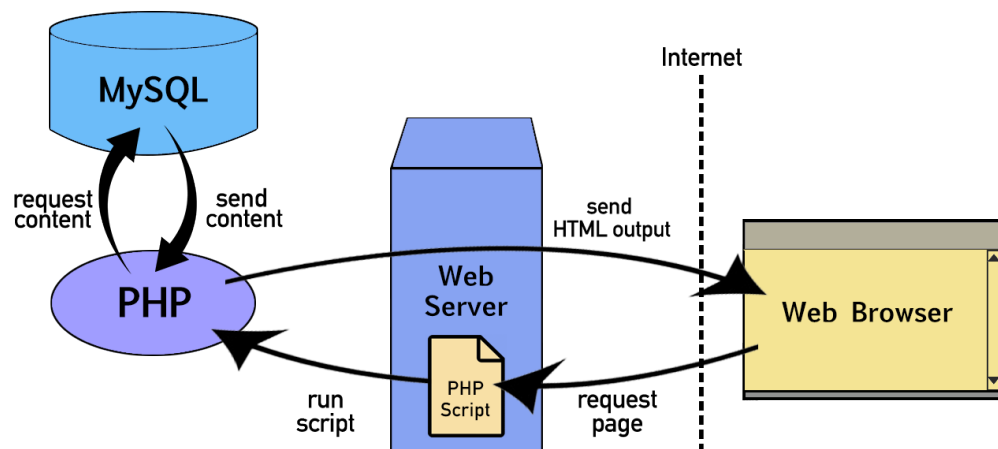 Internet
MySQL
request
content
send
content
send
HTML output
PHP
Web
Server
Web Browser
PHP
Script
run
script
request
page